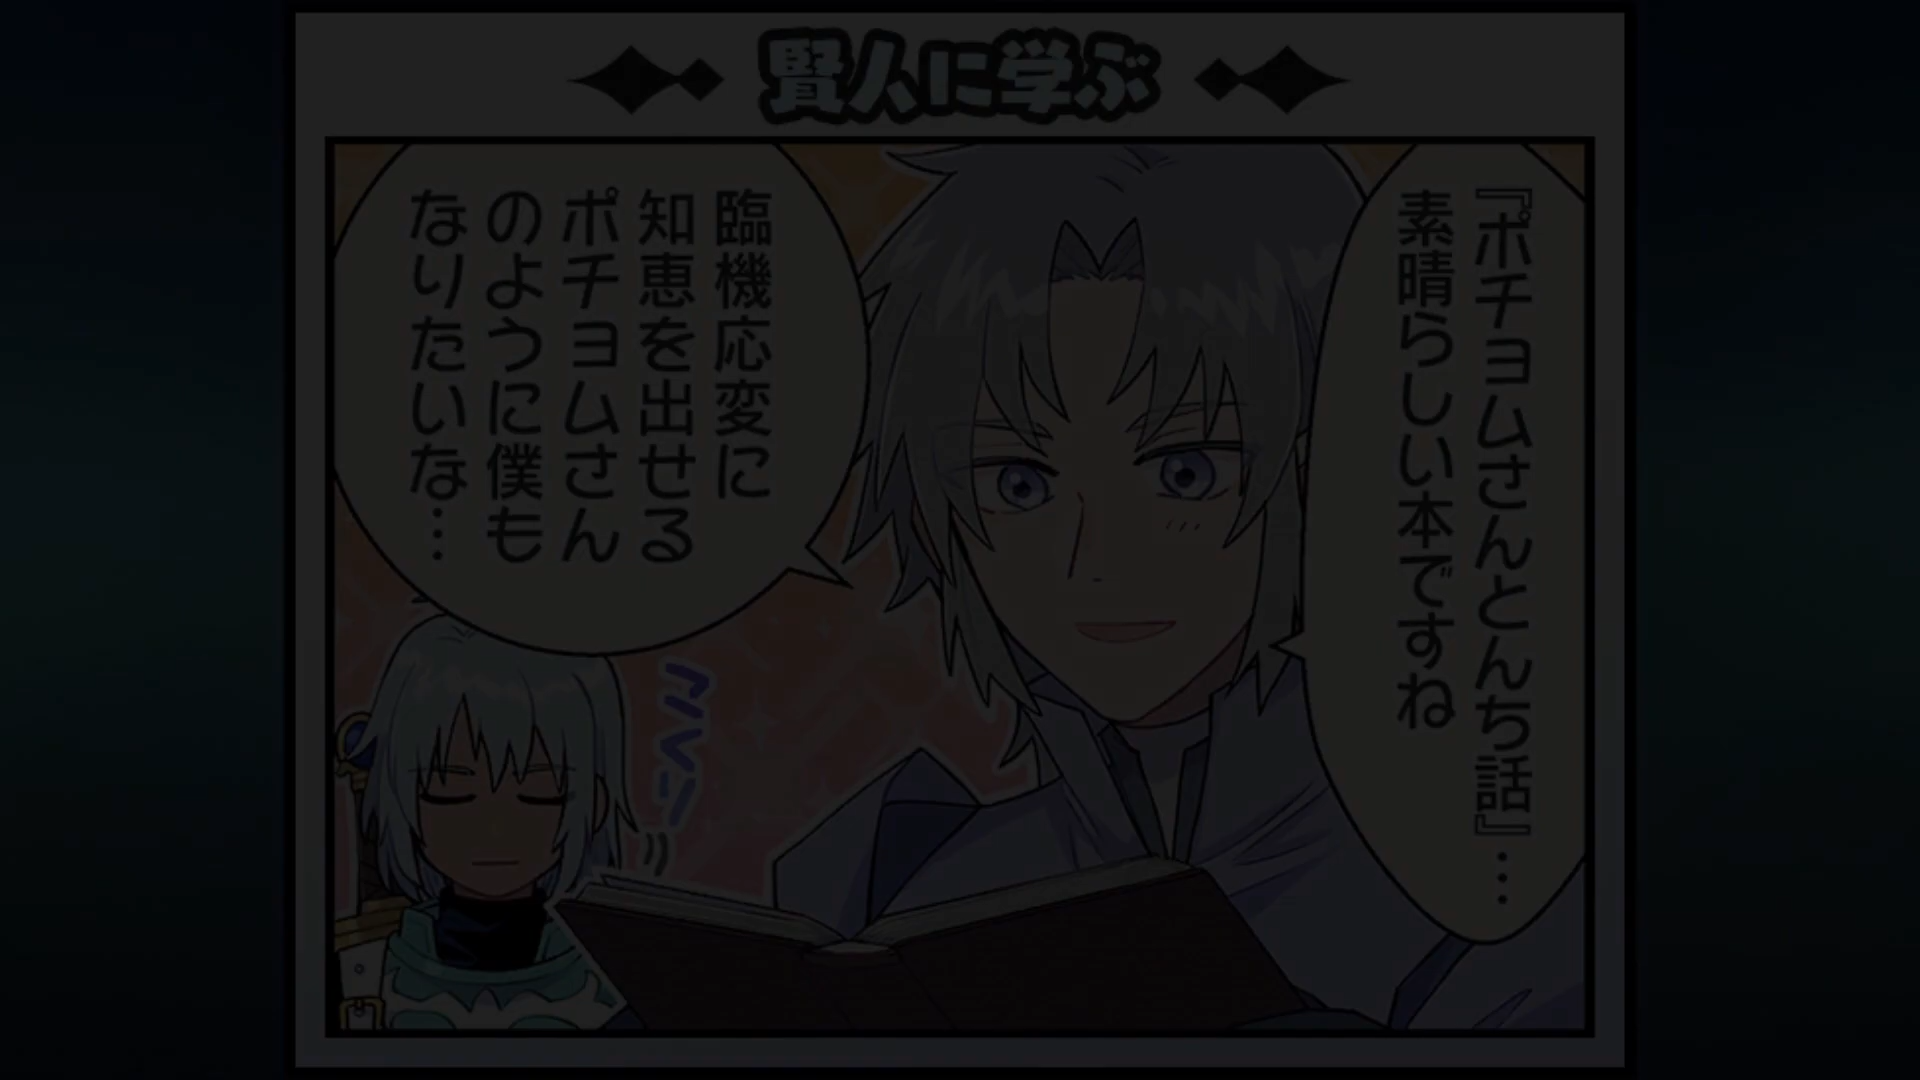 賢人に学ぶ
『ポチョムさんとんち話』…
素晴らしい本ですね
臨機応変に
知恵を出せる
ポチョムさん
のように僕も
なりたいな…
こくり